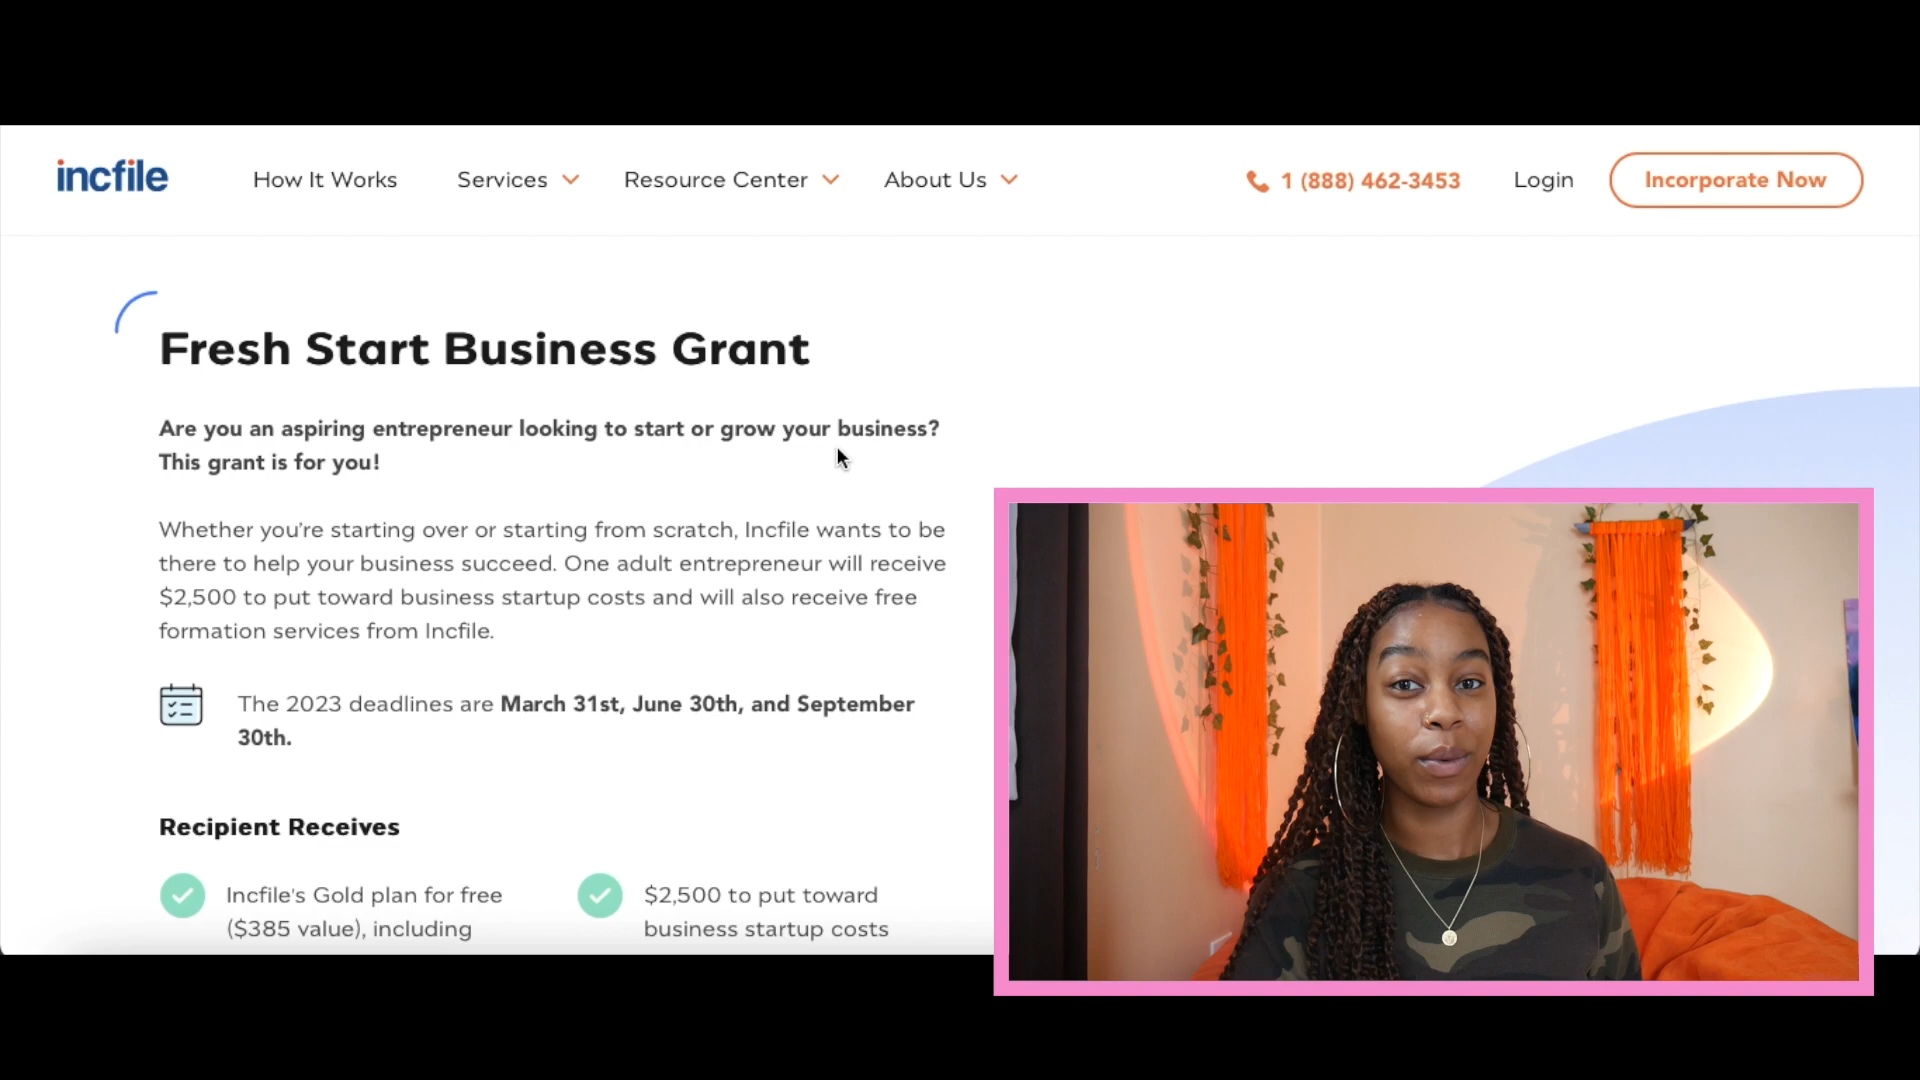 incfile
How It Works
Services
Resource Center
About Us
1 (888) 462-3453
Login
Incorporate Now
Fresh Start Business Grant
Are you an aspiring entrepreneur looking to start or grow your business?
This grant is for you!
Whether you're starting over or starting from scratch, Incfile wants to be
there to help your business succeed. One adult entrepreneur will receive
$2,500 to put toward business startup costs and will also receive free
formation services from Incfile.
The 2023 deadlines are March 31st, June 30th, and September
30th.
Recipient Receives
Incfile's Gold plan for free
($385 value), including
$2,500 to put toward
business startup costs